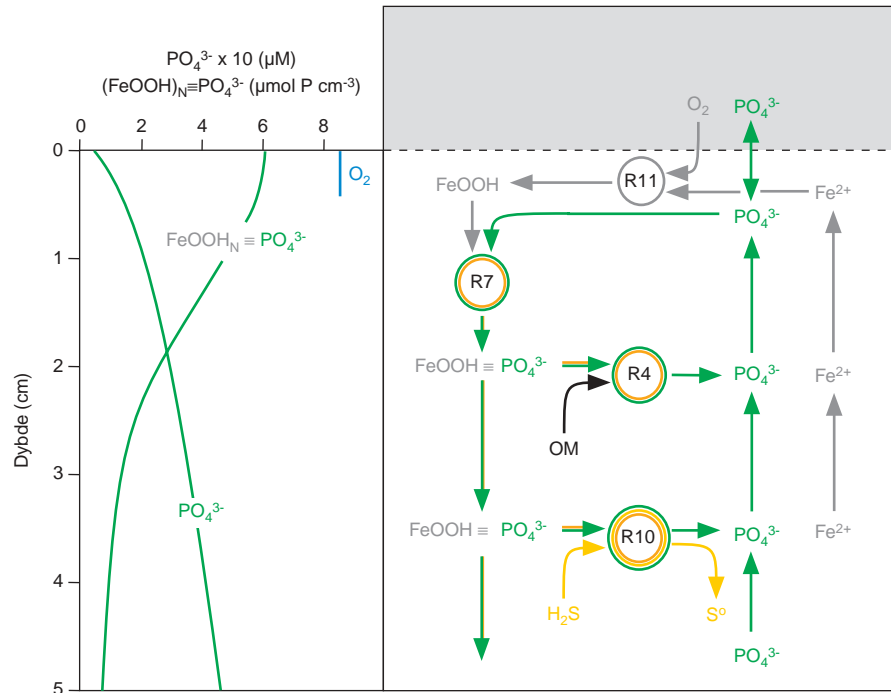 PO₄³⁻ x 10 (µM)
(FeOOH)N≡PO₄³⁻ (µmol P cm⁻³)
0 2 4 6 8
0
1
2
3
4
5
Dybde (cm)
O₂
FeOOHN ≡ PO₄³⁻
PO₄³⁻
O₂ PO₄³⁻
FeOOH R11 Fe²⁺
PO₄³⁻
R7
FeOOH ≡ PO₄³⁻ R4 PO₄³⁻ Fe²⁺
OM
FeOOH ≡ PO₄³⁻ R10 PO₄³⁻ Fe²⁺
H₂S S⁰
PO₄³⁻